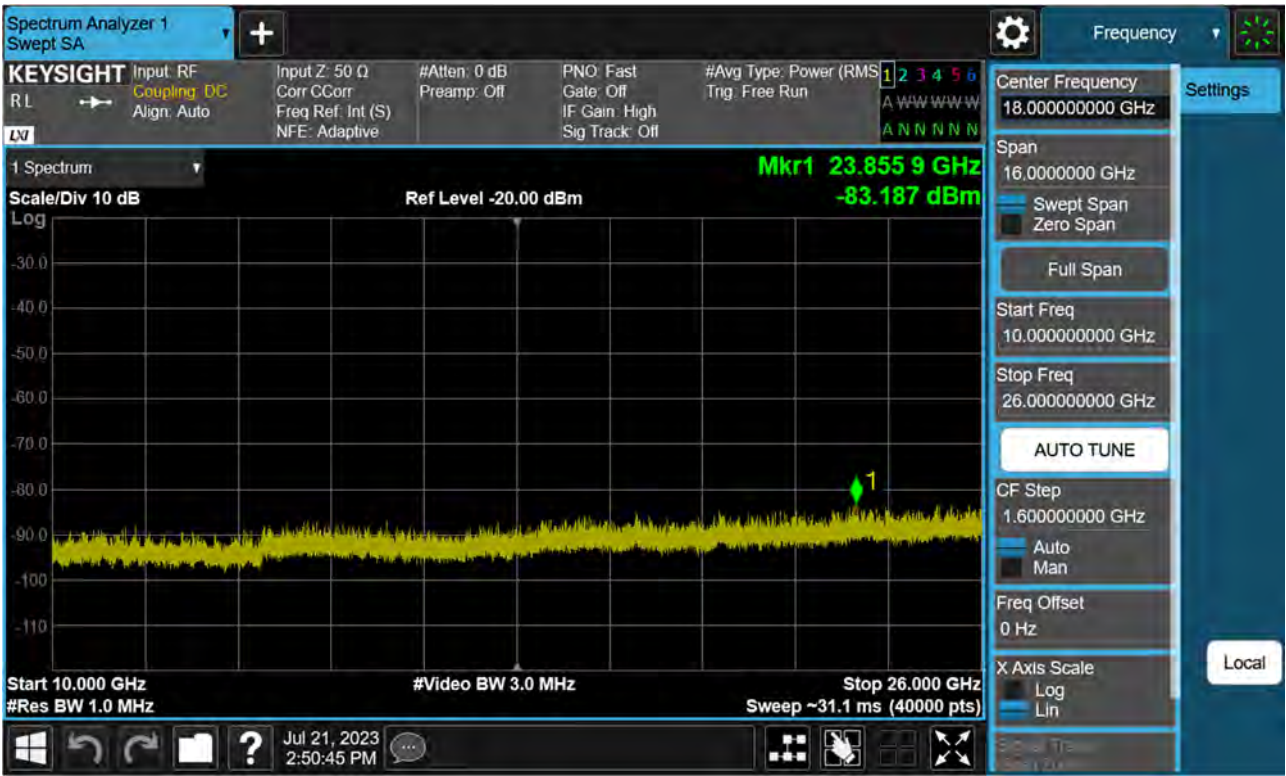 Spectrum Analyzer 1
Swept SA
+
Frequency
KEYSIGHT
R L
LXI
Input: RF
Coupling: DC
Align: Auto
Input Z: 50 Ω
Corr CCorr
Freq Ref: Int (S)
NFE: Adaptive
#Atten: 0 dB
Preamp: Off
PNO: Fast
Gate: Off
IF Gain: High
Sig Track: Off
#Avg Type: Power (RMS
Trig: Free Run
1 2 3 4 5 6
A W W W W W
A N N N N N
1 Spectrum
Scale/Div 10 dB
Log
Ref Level -20.00 dBm
Mkr1 23.855 9 GHz
-83.187 dBm
-30.0
-40.0
-50.0
-60.0
-70.0
-80.0
-90.0
-100
-110
1
Start 10.000 GHz
#Res BW 1.0 MHz
#Video BW 3.0 MHz
Stop 26.000 GHz
Sweep ~31.1 ms (40000 pts)
Center Frequency
18.000000000 GHz
Span
16.0000000 GHz
Swept Span
Zero Span
Full Span
Start Freq
10.000000000 GHz
Stop Freq
26.000000000 GHz
AUTO TUNE
CF Step
1.600000000 GHz
Auto
Man
Freq Offset
0 Hz
X Axis Scale
Log
Lin
Settings
Local
?
Jul 21, 2023
2:50:45 PM